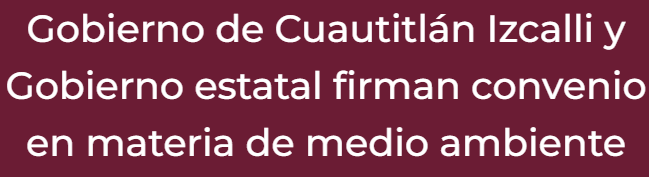 Gobierno de Cuautitlán Izcalli y
Gobierno estatal firman convenio
en materia de medio ambiente